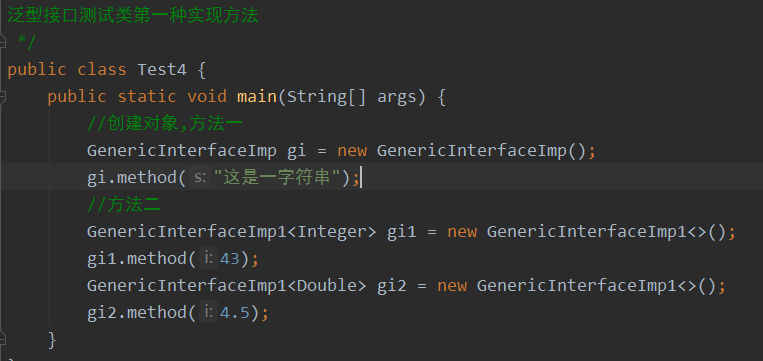 泛型接口测试类第一种实现方法
*/
public class Test4 {
public static void main(String[] args) {
//创建对象,方法一
GenericInterfaceImp gi = new GenericInterfaceImp();
gi.method( s: "这是一字符串");
//方法二
GenericInterfaceImp1<Integer> gi1 = new GenericInterfaceImp1<>();
gi1.method( i: 43);
GenericInterfaceImp1<Double> gi2 = new GenericInterfaceImp1<>();
gi2.method( i: 4.5);
}